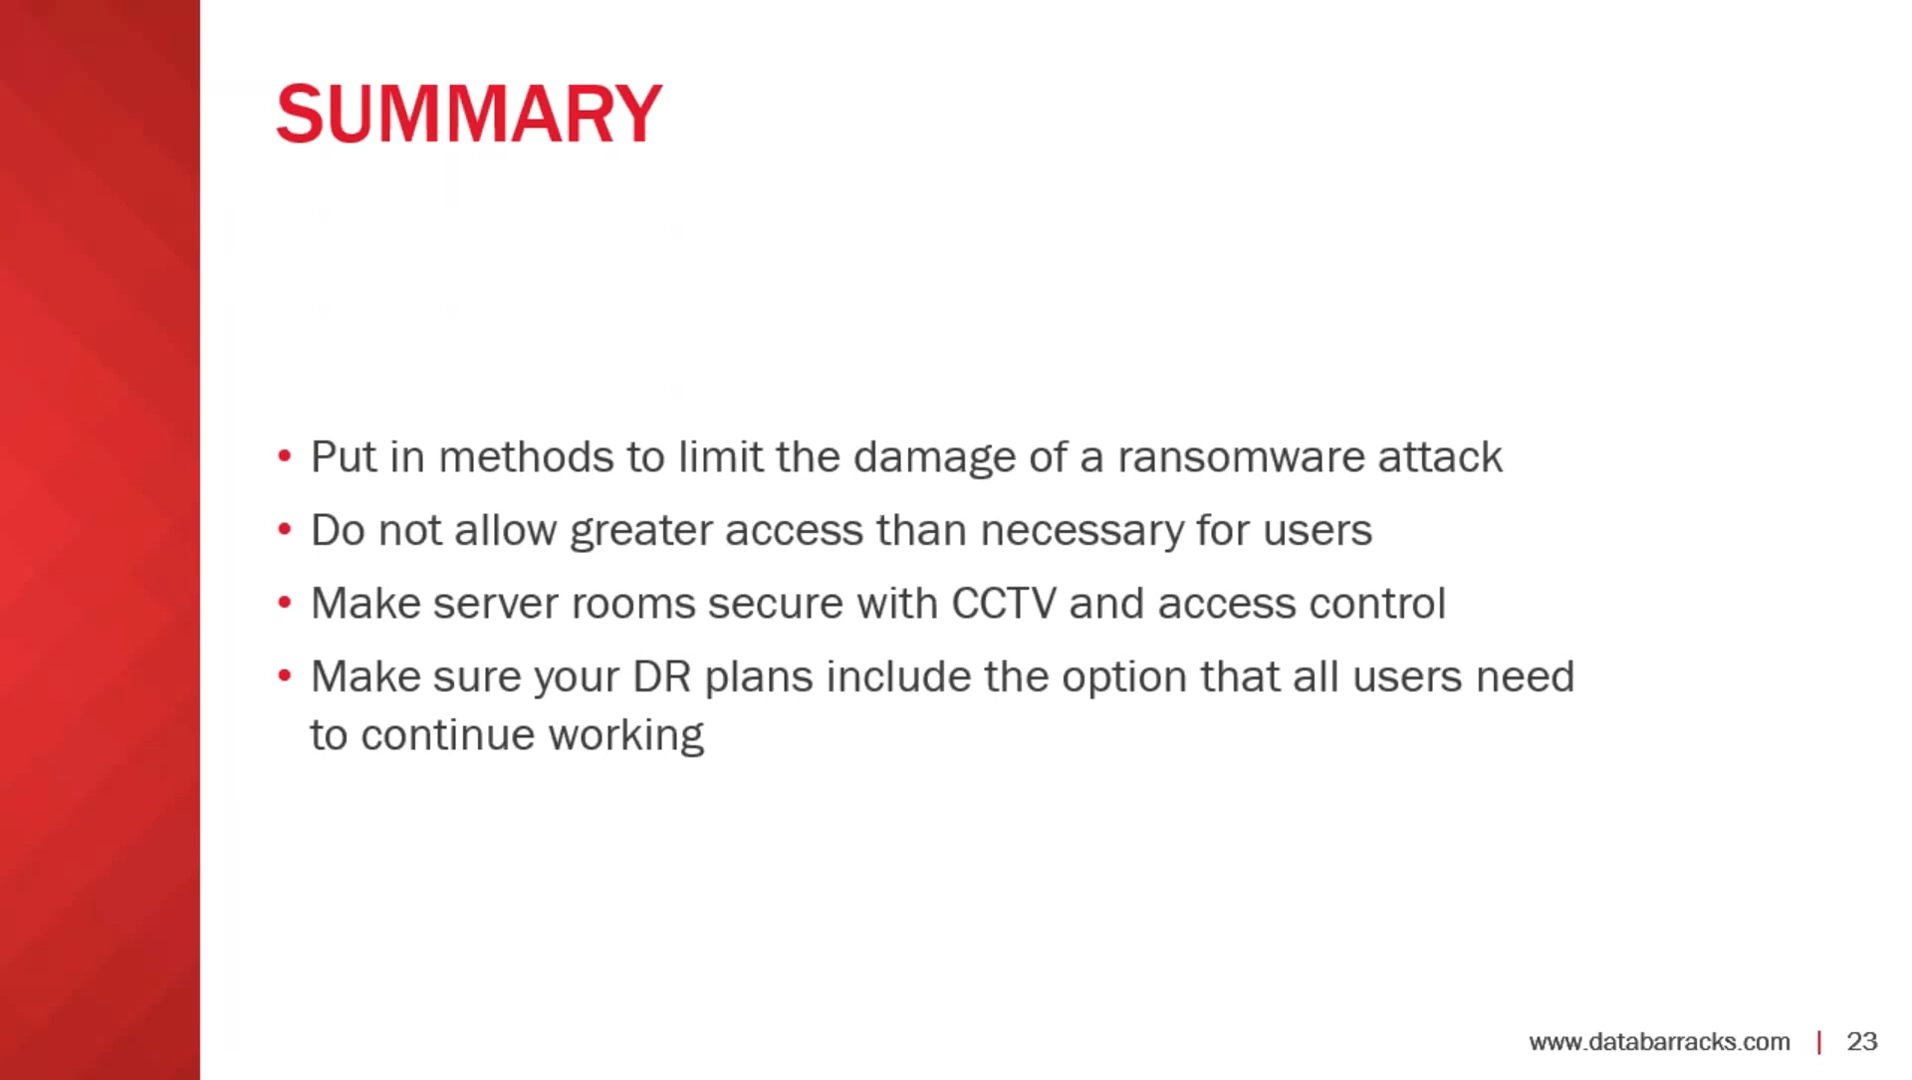 SUMMARY
• Put in methods to limit the damage of a ransomware attack
• Do not allow greater access than necessary for users
• Make server rooms secure with CCTV and access control
• Make sure your DR plans include the option that all users need
to continue working
www.databarracks.com | 23